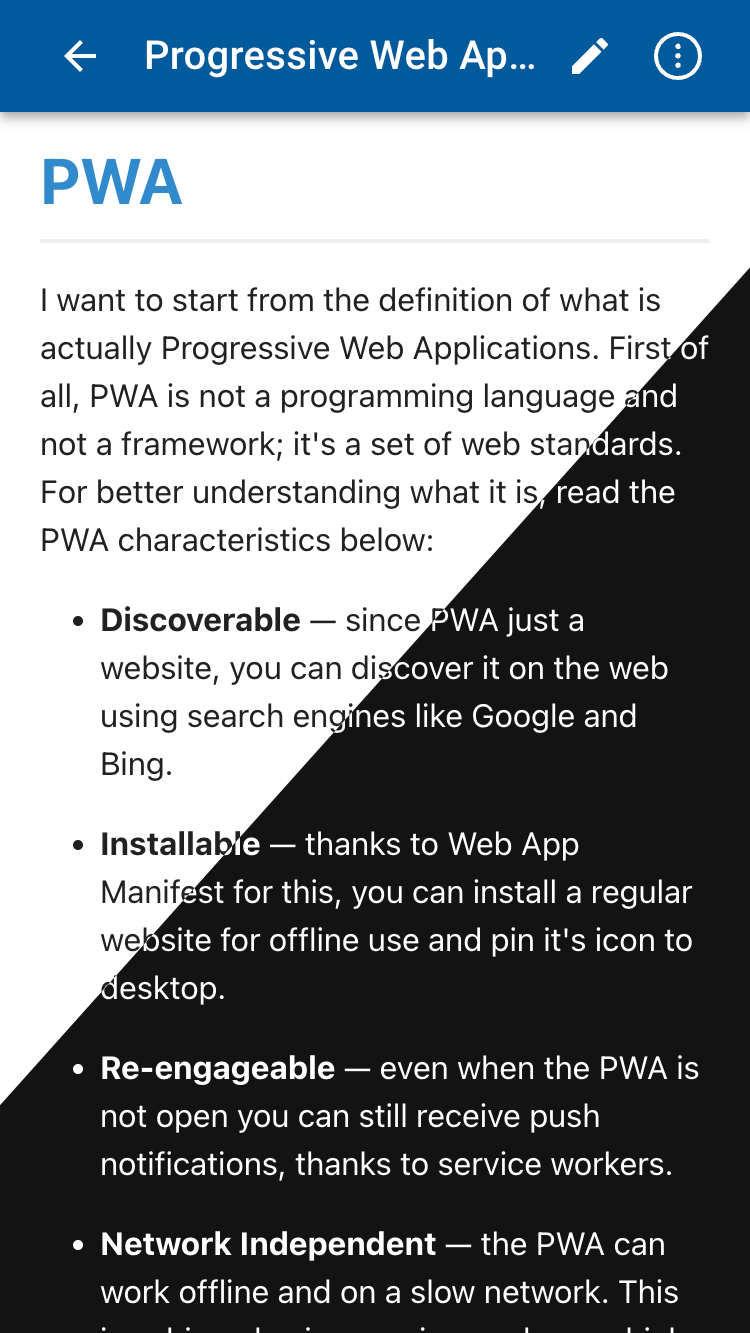 Progressive Web Ap...
PWA
I want to start from the definition of what is
actually Progressive Web Applications. First of
all, PWA is not a programming language and
not a framework; it's a set of web standards.
For better understanding what it is, read the
PWA characteristics below:
• Discoverable — since PWA just a
website, you can discover it on the web
using search engines like Google and
Bing.
• Installable — thanks to Web App
Manifest for this, you can install a regular
website for offline use and pin it's icon to
desktop.
• Re-engageable — even when the PWA is
not open you can still receive push
notifications, thanks to service workers.
• Network Independent — the PWA can
work offline and on a slow network. This